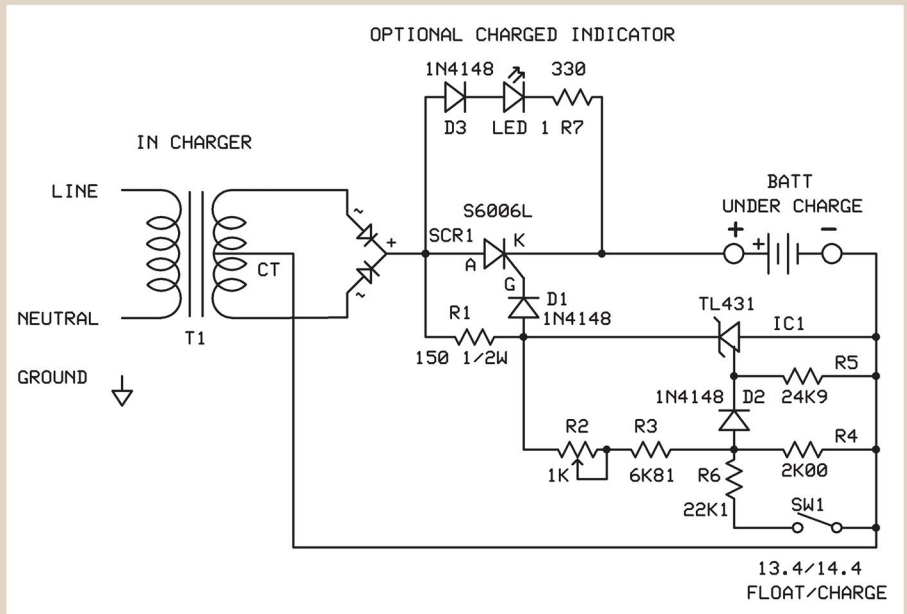 OPTIONAL CHARGED INDICATOR
1N4148 330
D3 LED 1 R7
IN CHARGER
LINE
BATT
UNDER CHARGE
S6006L
~
+
SCR1
K
A
+ + -
CT
G
~
D1
1N4148
TL431
NEUTRAL
R1
IC1
T1
150 1/2W
R5
GROUND
1N4148 D2 24K9
R2 R3 R4
1K 6K81 R6 2K00
22K1 SW1
13.4/14.4
FLOAT/CHARGE